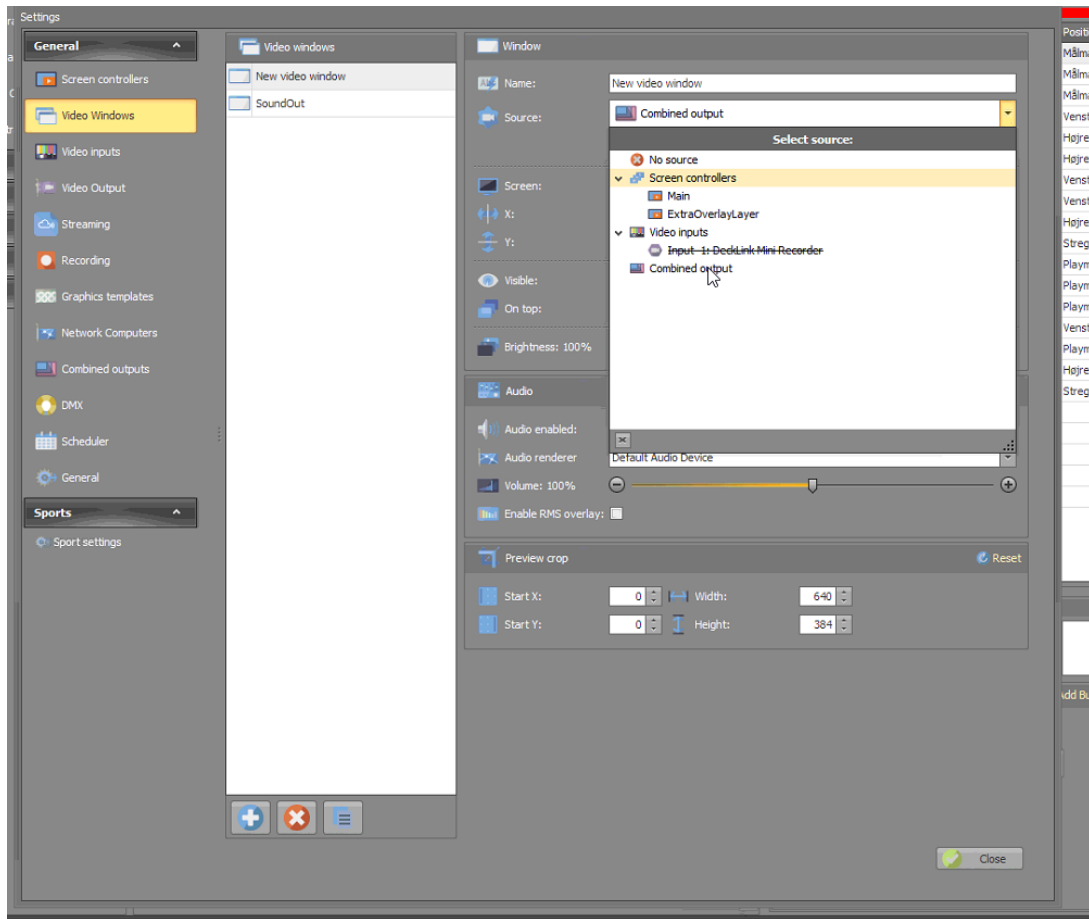 Settings
General
Screen controllers
Video Windows
Video inputs
Video Output
Streaming
Recording
Graphics templates
Network Computers
Combined outputs
DMX
Scheduler
General
Sports
Sport settings
Video windows
New video window
SoundOut
Window
Name:
New video window
Source:
Combined output
Select source:
No source
Screen controllers
Main
ExtraOverlayLayer
Video inputs
Input 1: DeckLink Mini Recorder
Combined output
Screen:
X:
Y:
Visible:
On top:
Brightness: 100%
Audio
Audio enabled:
Audio renderer
Default Audio Device
Volume: 100%
Enable RMS overlay:
Preview crop
Reset
Start X:
0
Width:
640
Start Y:
0
Height:
384
Close
Positi
Målma
Målma
Målma
Venst
Højre
Højre
Venst
Venst
Højre
Streg
Playm
Playm
Playm
Venst
Playm
Højre
Streg
Add Bu